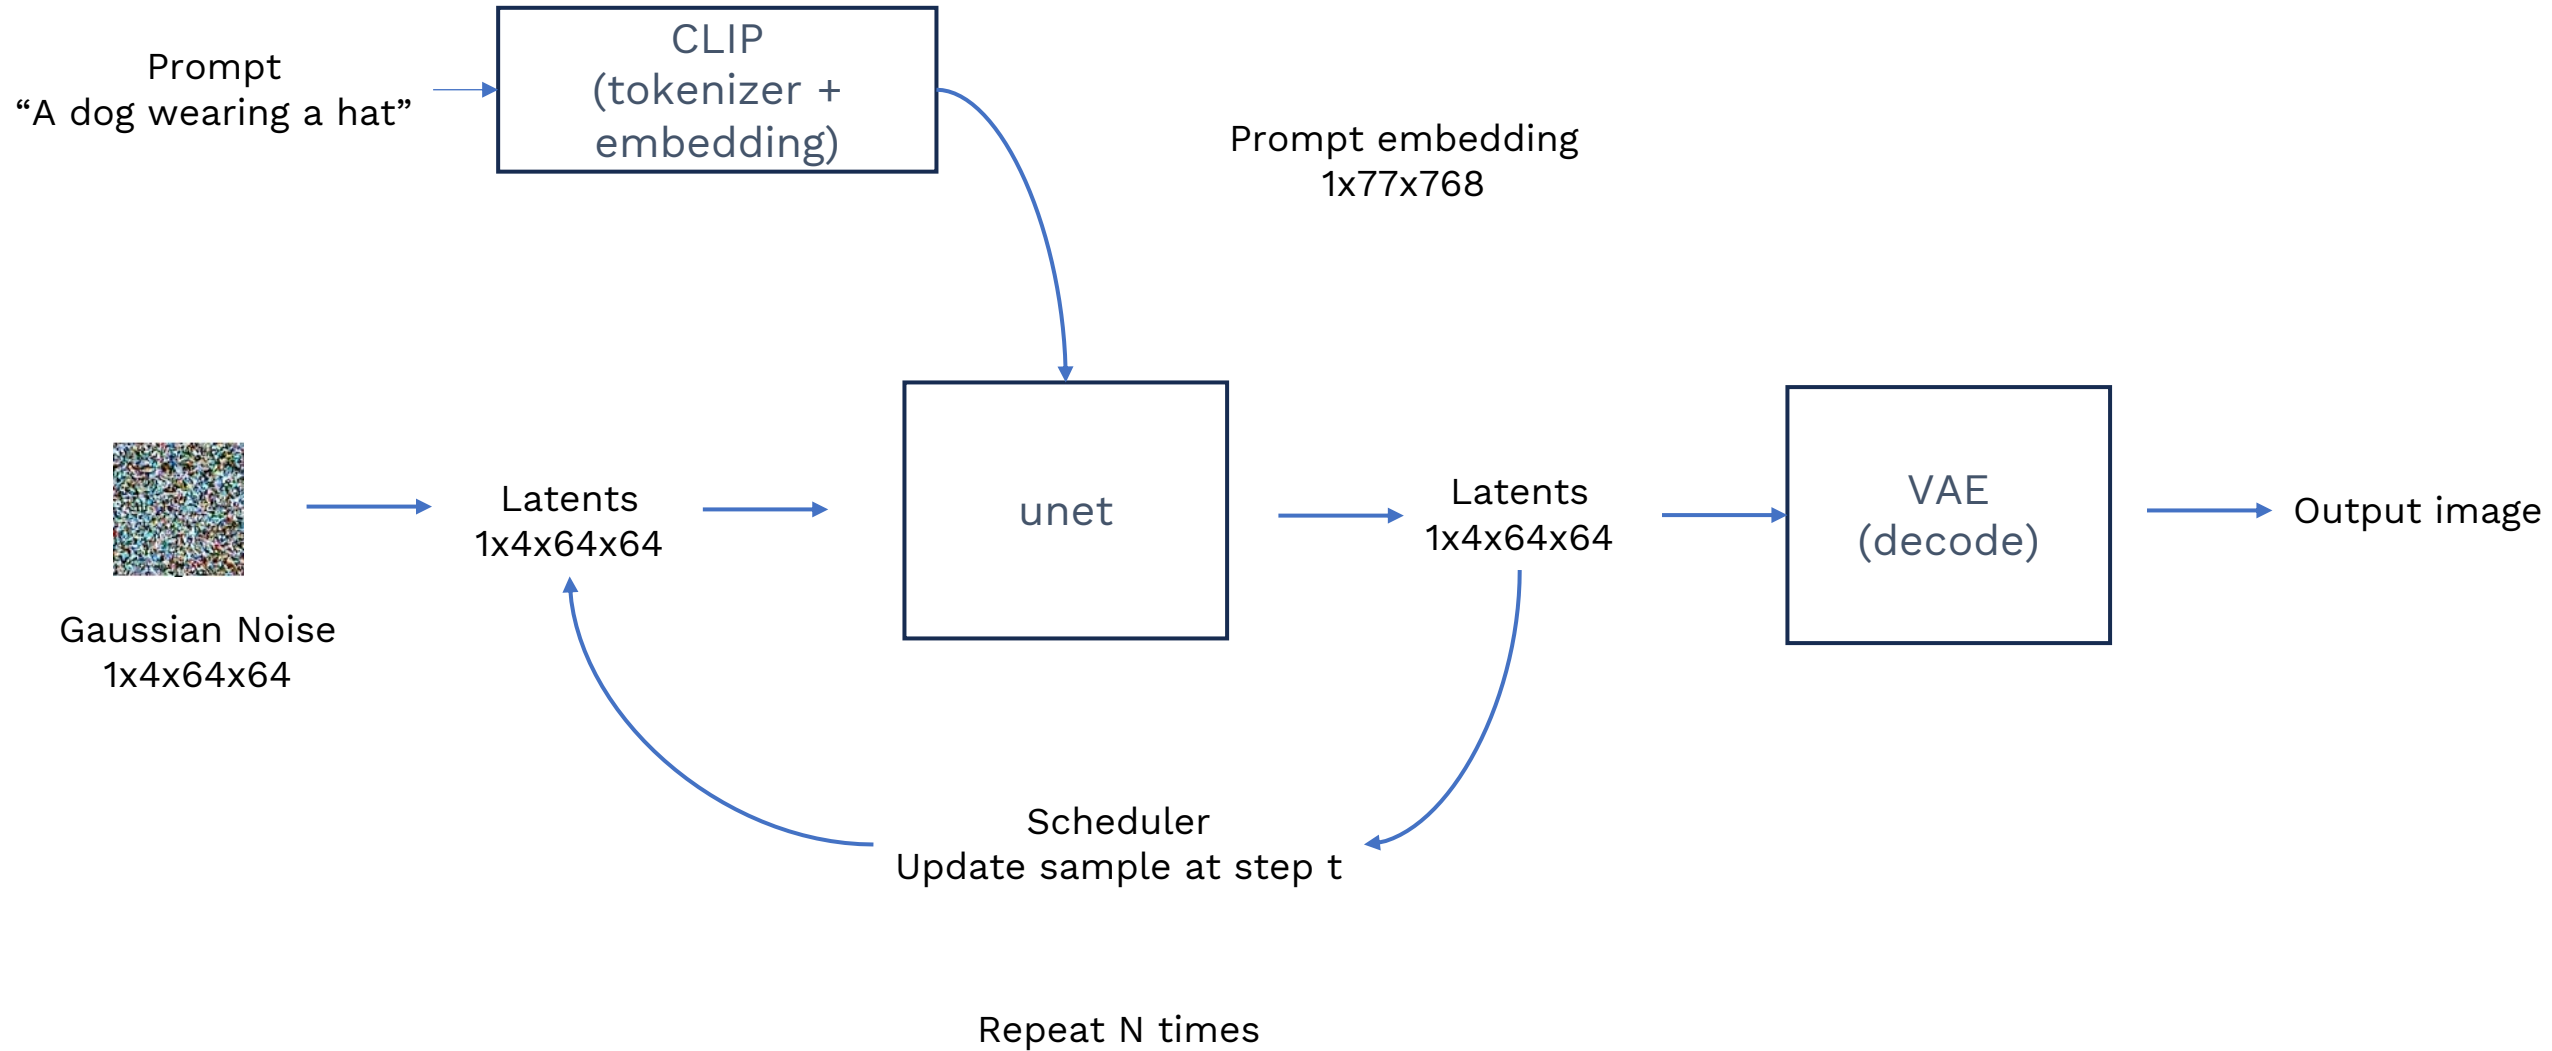 Prompt
“A dog wearing a hat”
CLIP
(tokenizer +
embedding)
Prompt embedding
1x77x768
Gaussian Noise
1x4x64x64
Latents
1x4x64x64
unet
Latents
1x4x64x64
VAE
(decode)
Output image
Scheduler
Update sample at step t
Repeat N times